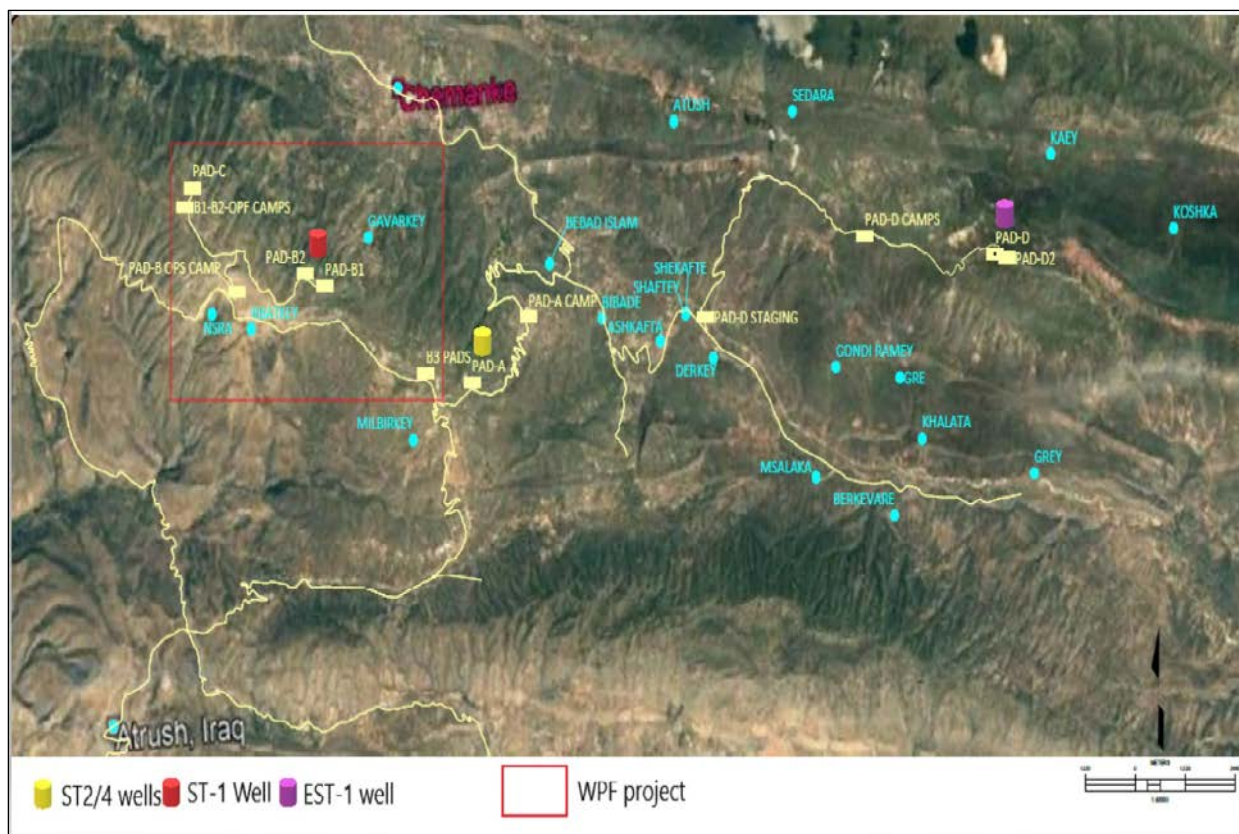 Chamanke
SEDARA
ATUSH
KAEY
PAD-C
B1-B2-OPF CAMPS
KOSHKA
GAVARKEY
PAD-D CAMPS
BEBAD ISLAM
PAD-D
PAD-B2
PAD-D2
PAD-B OPS CAMP
PAD-B1
SHEKAFTE
SHAFTEY
PAD-A CAMP
BIBADE
PAD-D STAGING
NSRA
ASHKAFTA
B3 PADS
PAD-A
DERKEY
GONDI RAMEY
GRE
MILBIRKEY
KHALATA
MSALAKA
GREY
BERKEVARE
Atrush, Iraq
ST2/4 wells
ST-1 Well
EST-1 well
WPF project
METERS
0